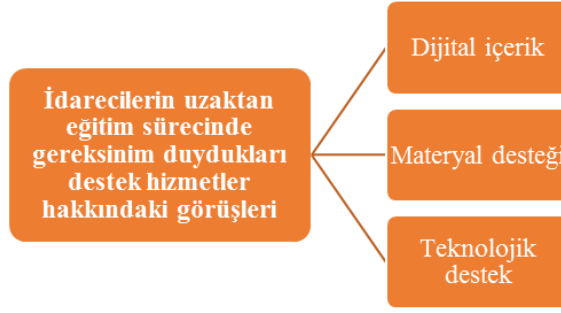 İdarecilerin uzaktan
eğitim sürecinde
gereksinim duydukları
destek hizmetler
hakkındaki görüşleri
Dijital içerik
Materyal desteği
Teknolojik
destek